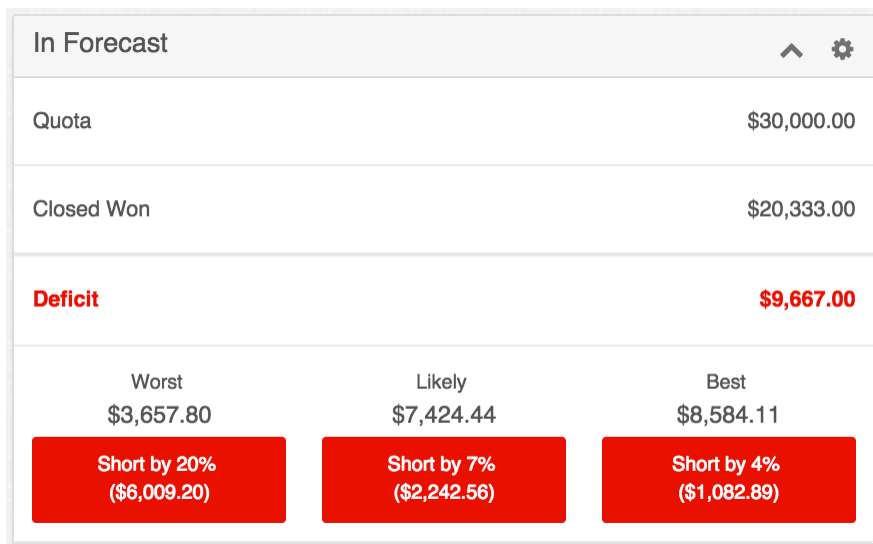 In Forecast
Quota $30,000.00
Closed Won $20,333.00
Deficit $9,667.00
Worst Likely Best
$3,657.80 $7,424.44 $8,584.11
Short by 20% Short by 7% Short by 4%
($6,009.20) ($2,242.56) ($1,082.89)